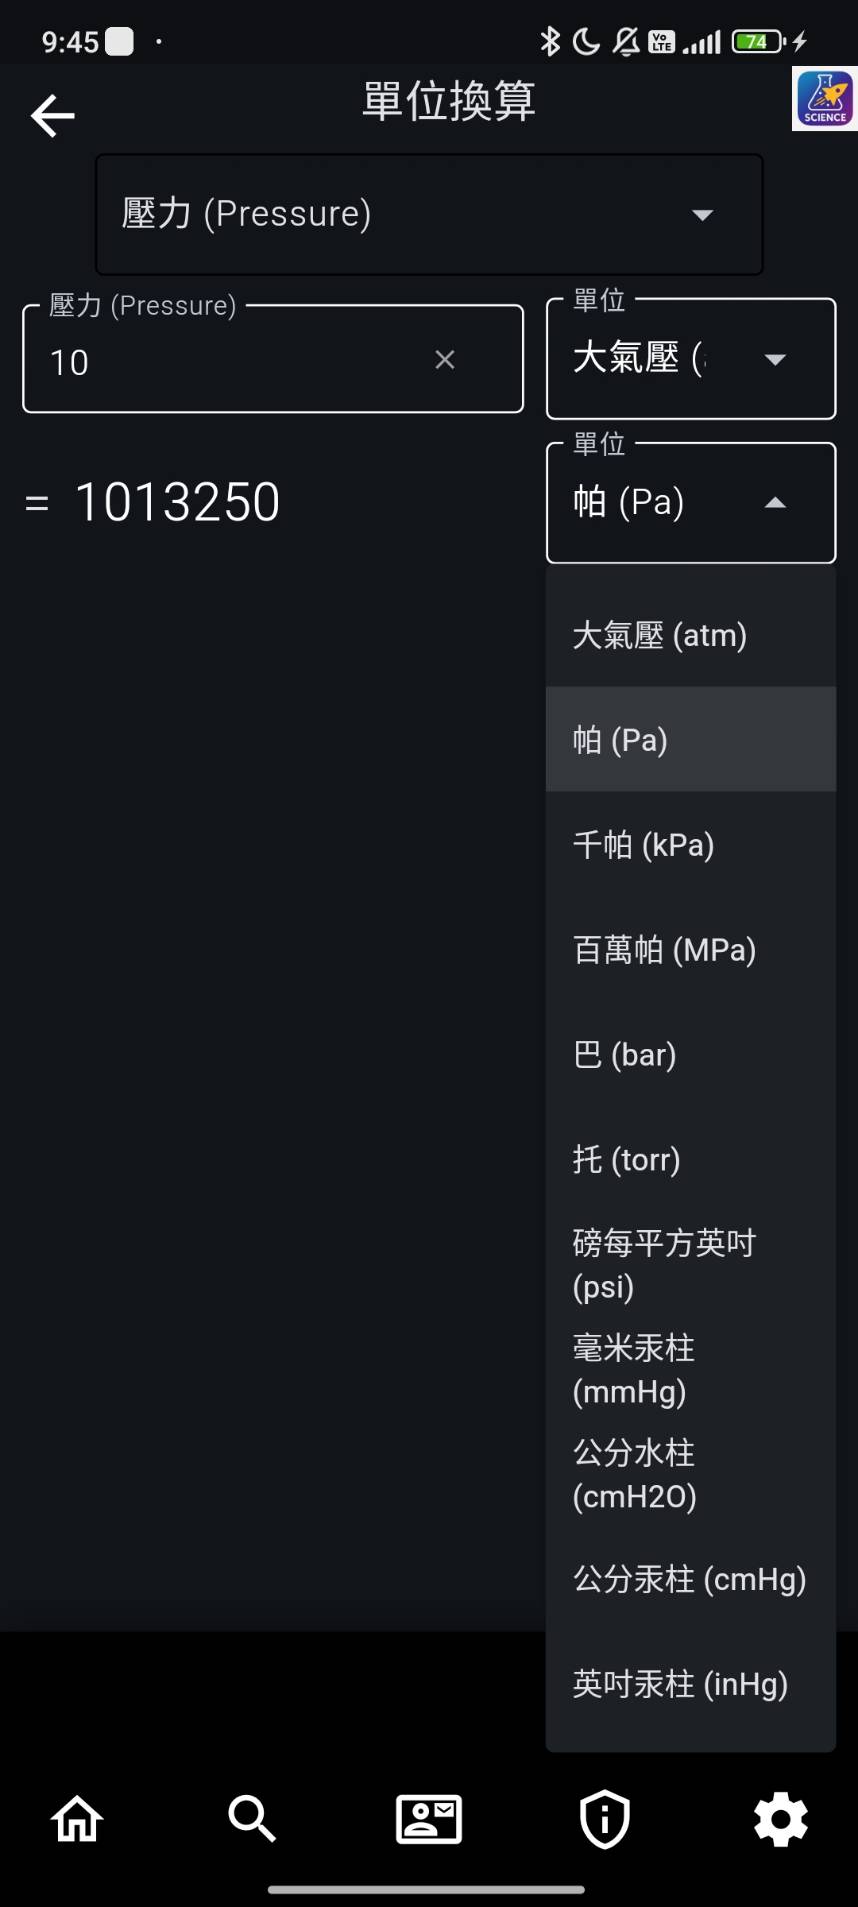 9:45
Vo
LTE
74
單位換算
SCIENCE
壓力 (Pressure)
壓力 (Pressure)
10
單位
大氣壓 (
= 1013250
單位
帕 (Pa)
大氣壓 (atm)
帕 (Pa)
千帕 (kPa)
百萬帕 (MPa)
巴 (bar)
托 (torr)
磅每平方英吋
(psi)
毫米汞柱
(mmHg)
公分水柱
(cmH2O)
公分汞柱 (cmHg)
英吋汞柱 (inHg)